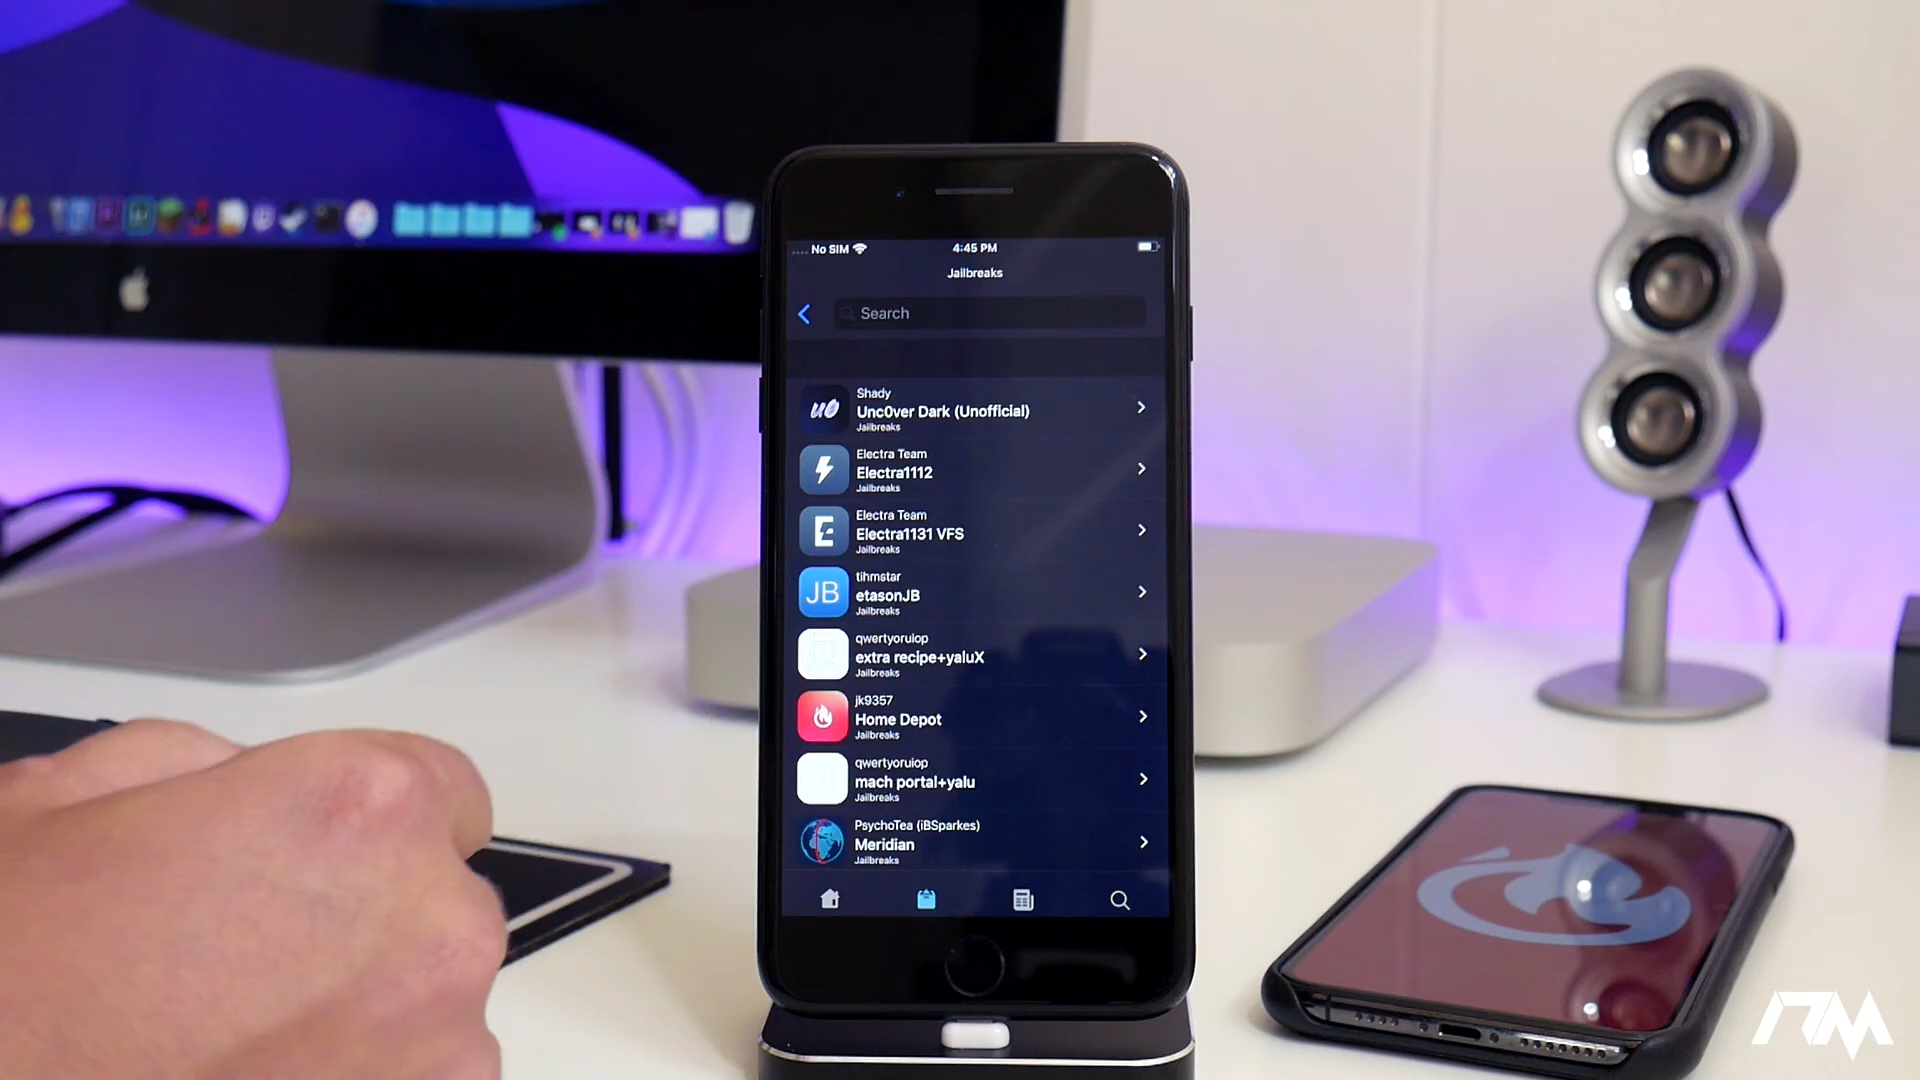 No SIM
4:45 PM
Jailbreaks
Search
Shady
Unc0ver Dark (Unofficial)
Jailbreaks
Electra Team
Electra1112
Jailbreaks
Electra Team
Electra1131 VFS
Jailbreaks
JB
tihmstar
etasonJB
Jailbreaks
qwertyoruiop
extra recipe+yaluX
Jailbreaks
jk9357
Home Depot
Jailbreaks
qwertyoruiop
mach portal+yalu
Jailbreaks
PsychoTea (iBSparkes)
Meridian
Jailbreaks